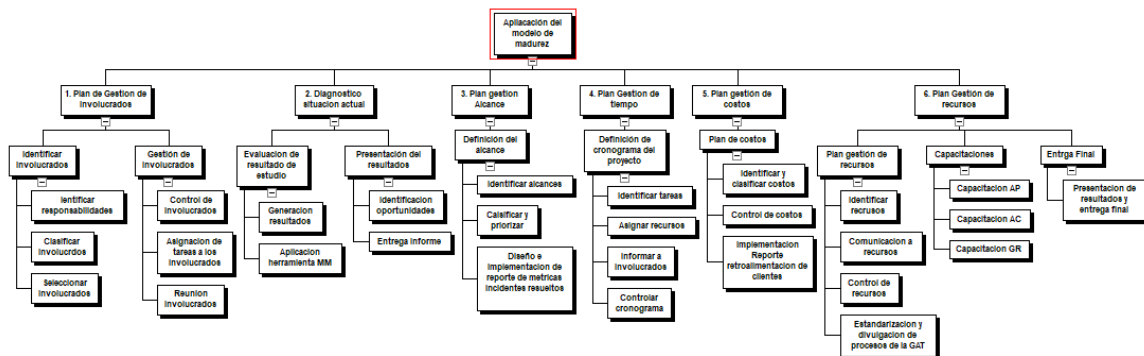 Apliacación del
modelo de
madurez
1. Plan de Gestion de
Involucrados
2. Diagnostico
situacion actual
3. Plan gestion
Alcance
4. Plan Gestion de
tiempo
5. Plan gestión de
costos
6. Plan Gestión de
recursos
Identificar
Involucrados
Gestión de
Involucrados
Evaluacion de
resultado de
estudio
Presentación del
resultados
Definición del
alcance
Definición de
cronograma del
proyecto
Plan de costos
Plan gestión de
recursos
Capacitaciones
Entrga Final
Ientificar
responsabilidades
Clasificar
Involucrdos
Seleccionar
Involucrados
Control de
Involucrados
Asignacion de
tareas a los
Involucrados
Reunion
Involucrados
Generacion
resultados
Aplicacion
herramienta MM
Identificacion
oportunidades
Entrega Informe
Identificar alcances
Calsificar y
priorizar
Diseño e
Implementacion de
reporte de metricas
Incidentes resueltos
Identificar tareas
Asignar recursos
Informar a
Involucrados
Controlar
cronograma
Identificar y
clasificar costos
Control de costos
Implementacion
Reporte
retroalimentacion de
clientes
Identificar
recrusos
Comunicacion a
recursos
Control de
recursos
Estandarizacion y
divulgacion de
procesos de la GAT
Capacitacion AP
Capacitacion AC
Capacitacion GR
Presentacion de
resultados y
entrega final